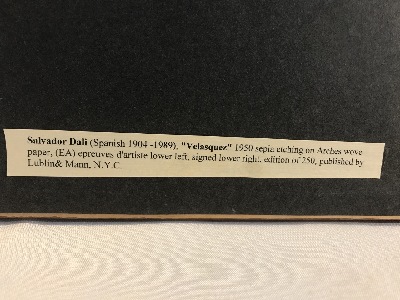 Salvador Dali (Spanish 1904 -1989), "Velasquez" 1950 sepia etching on Arches wove
paper, (EA) epreuves d'artiste lower left, signed lower right, edition of 250, published by
Lublin& Mann, N.Y.C.